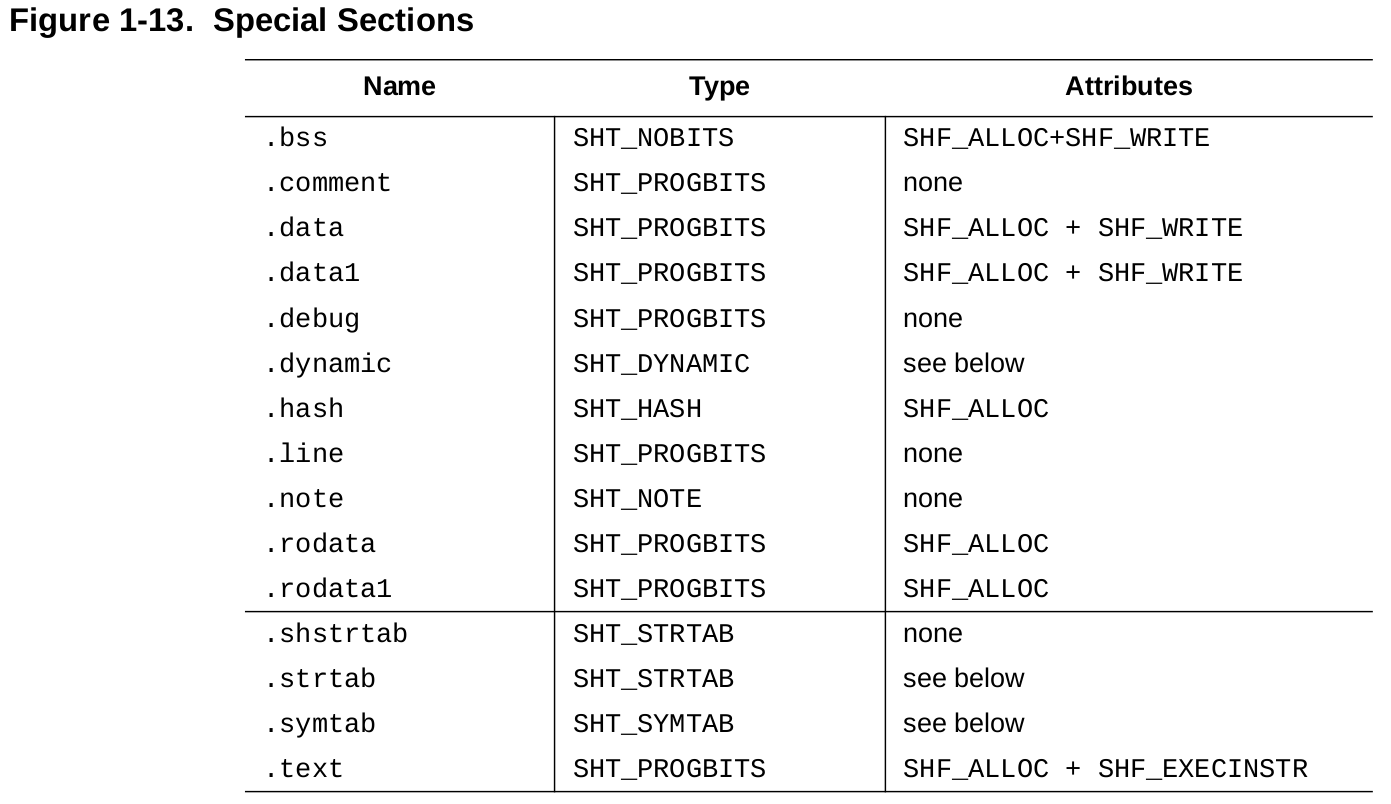 Figure 1-13. Special Sections
Name Type Attributes
.bss SHT_NOBITS SHF_ALLOC+SHF_WRITE
.comment SHT_PROGBITS none
.data SHT_PROGBITS SHF_ALLOC + SHF_WRITE
.data1 SHT_PROGBITS SHF_ALLOC + SHF_WRITE
.debug SHT_PROGBITS none
.dynamic SHT_DYNAMIC see below
.hash SHT_HASH SHF_ALLOC
.line SHT_PROGBITS none
.note SHT_NOTE none
.rodata SHT_PROGBITS SHF_ALLOC
.rodata1 SHT_PROGBITS SHF_ALLOC
.shstrtab SHT_STRTAB none
.strtab SHT_STRTAB see below
.symtab SHT_SYMTAB see below
.text SHT_PROGBITS SHF_ALLOC + SHF_EXECINSTR